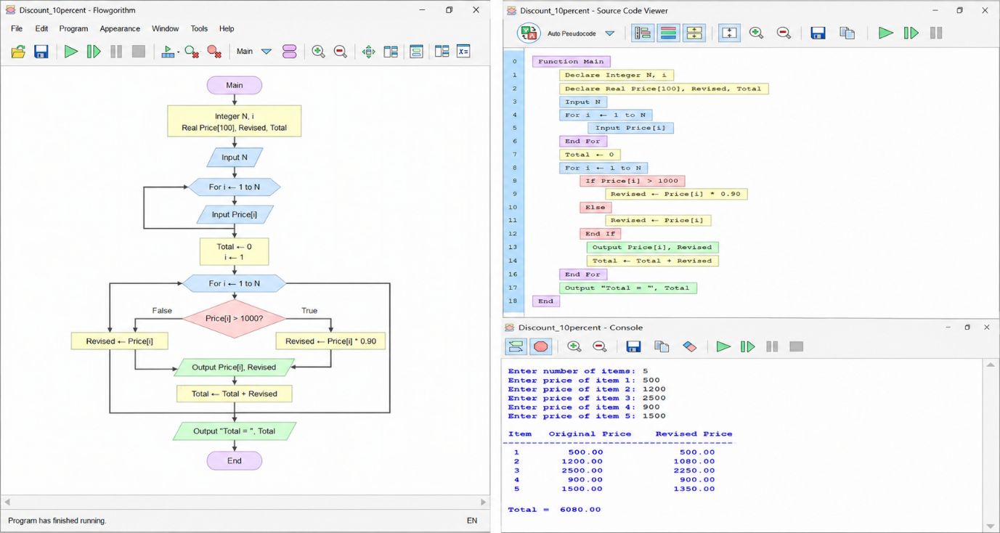 Discount_10percent - Flowgorithm
File Edit Program Appearance Window Tools Help
Main
X=
Main
Integer N, i
Real Price[100], Revised, Total
Input N
For i ← 1 to N
Input Price[i]
Total ← 0
i ← 1
For i ← 1 to N
False
True
Price[i] > 1000?
Revised ← Price[i]
Revised ← Price[i] * 0.90
Output Price[i], Revised
Total ← Total + Revised
Output "Total = ", Total
End
Program has finished running.
EN
Discount_10percent - Source Code Viewer
Auto Peeudocode
0 Function Main
1 Declare Integer N, i
2 Declare Real Price[100], Revised, Total
3 Input N
4 For i ← 1 to N
5 Input Price[i]
6 End For
7 Total ← 0
8 For i ← 1 to N
9 If Price[i] > 1000
9 Revised ← Price[i] * 0.90
10 Else
11 Revised ← Price[i]
12 End If
13 Output Price[i], Revised
14 Total ← Total + Revised
16 End For
17 Output "Total = "', Total
18 End
Discount_10percent - Console
Enter number of items: 5
Enter price of item 1: 500
Enter price of item 2: 1200
Enter price of item 3: 2500
Enter price of item 4: 900
Enter price of item 5: 1500
Item Original Price Revised Price
--------------------------------------
1 500.00 500.00
2 1200.00 1080.00
3 2500.00 2250.00
4 900.00 900.00
5 1500.00 1350.00
Total = 6080.00